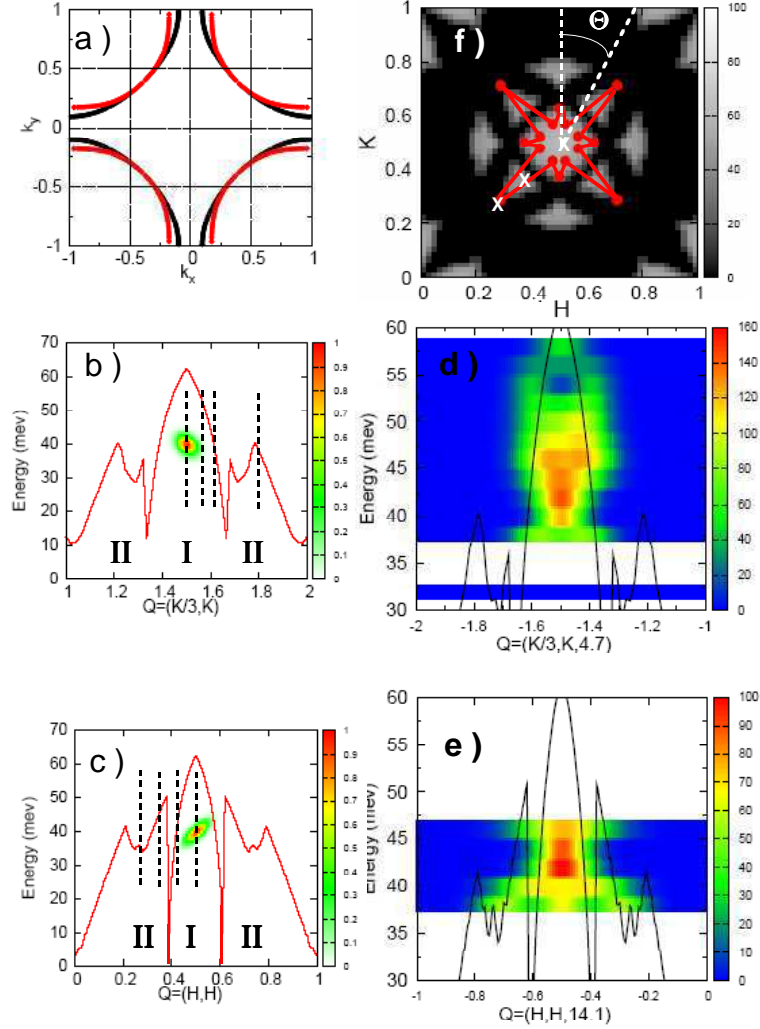 a )
1
0.5
0
-0.5
-1
k_y
-1 -0.5 0 0.5 1
k_x
f )
Θ
1
0.8
0.6
0.4
0.2
0
K
x
x
x
0 0.2 0.4 0.6 0.8 1
H
100
80
60
40
20
0
b )
70
60
50
40
30
20
10
0
Energy (mev)
II I II
1 1.2 1.4 1.6 1.8 2
Q=(K/3,K)
1
0.9
0.8
0.7
0.6
0.5
0.4
0.3
0.2
0.1
0
d )
60
55
50
45
40
35
30
Energy (mev)
-2 -1.8 -1.6 -1.4 -1.2 -1
Q=(K/3,K,4.7)
160
140
120
100
80
60
40
20
0
c )
70
60
50
40
30
20
10
0
Energy (mev)
II I II
0 0.2 0.4 0.6 0.8 1
Q=(H,H)
1
0.9
0.8
0.7
0.6
0.5
0.4
0.3
0.2
0.1
0
e )
60
55
50
45
40
35
30
Energy (mev)
-1 -0.8 -0.6 -0.4 -0.2 -0
Q=(H,H,14.1)
100
90
80
70
60
50
40
30
20
10
0